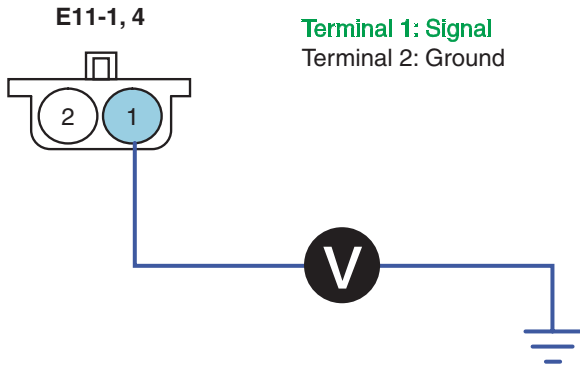 E11-1, 4
Terminal 1: Signal
Terminal 2: Ground
2 1
V